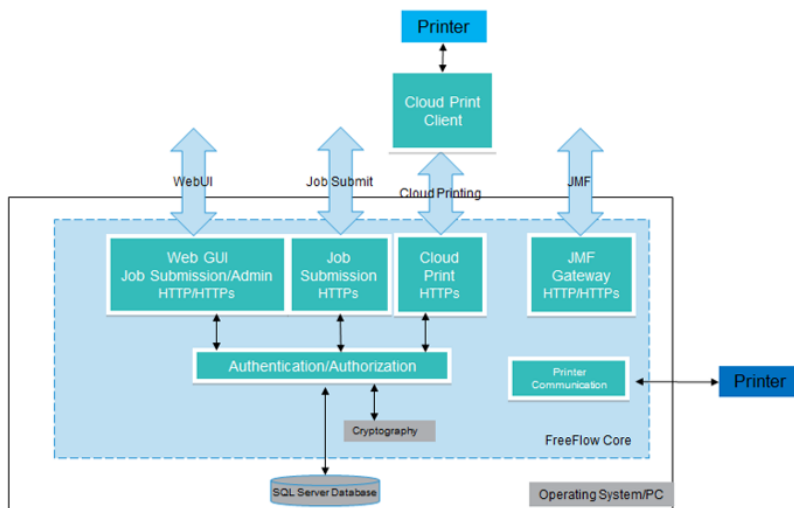 Printer
Cloud Print
Client
WebUI
Job Submit
Cloud Printing
JMF
Web GUI
Job Submission/Admin
HTTP/HTTPs
Job
Submission
HTTPs
Cloud
Print
HTTPs
JMF
Gateway
HTTP/HTTPs
Authentication/Authorization
Printer
Communication
Printer
Cryptography
FreeFlow Core
SQL Server Database
Operating System/PC